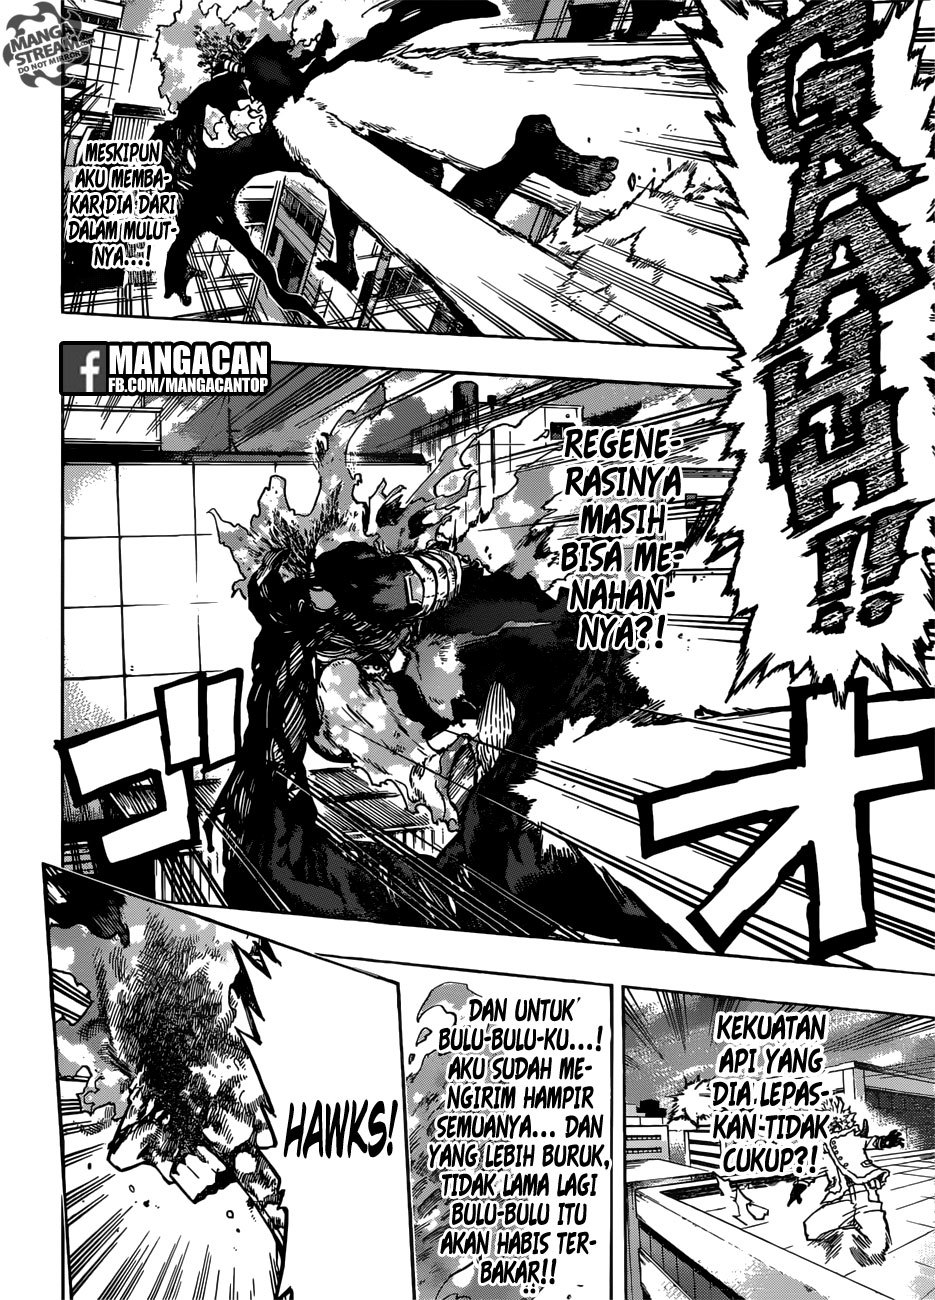 MANGA
STREAM
DO NOT MIRROR
GAAHH!!
MESKIPUN
AKU MEMBA-
KAR DIA DARI
DALAM MULUT-
NYA...!
MANGACAN
FB.COM/MANGACANTOP
REGENE-
RASINYA
MASIH
BISA ME-
NAHAN-
NYA?!
ゴオ
KEKUATAN
API YANG
DIA LEPAS-
KAN TIDAK
CUKUP?!
DAN UNTUK
BULU-BULU-KU...!
AKU SUDAH ME-
NGIRIM HAMPIR
SEMUANYA... DAN
YANG LEBIH BURUK,
TIDAK LAMA LAGI
BULU-BULU ITU
AKAN HABIS TER-
BAKAR!!
HAWKS!